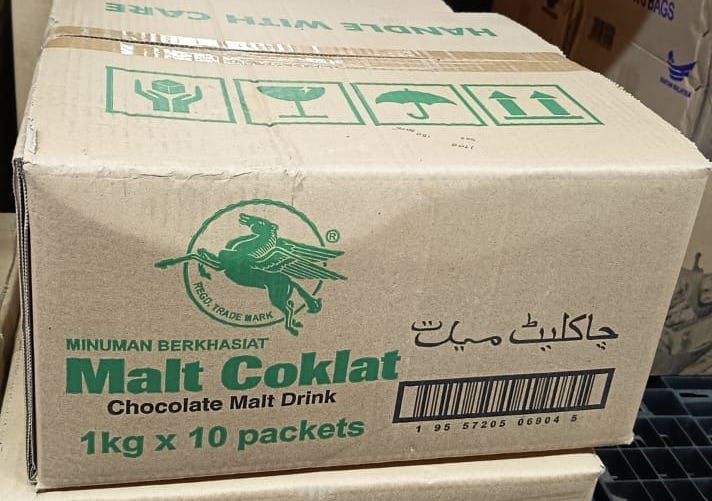 HANDLE WITH CARE
BAGS
®
REGD. TRADE MARK
MINUMAN BERKHASIAT
Malt Coklat
Chocolate Malt Drink
1kg x 10 packets
چاکلیٹ میلٹ
1 95 57205 06904 5